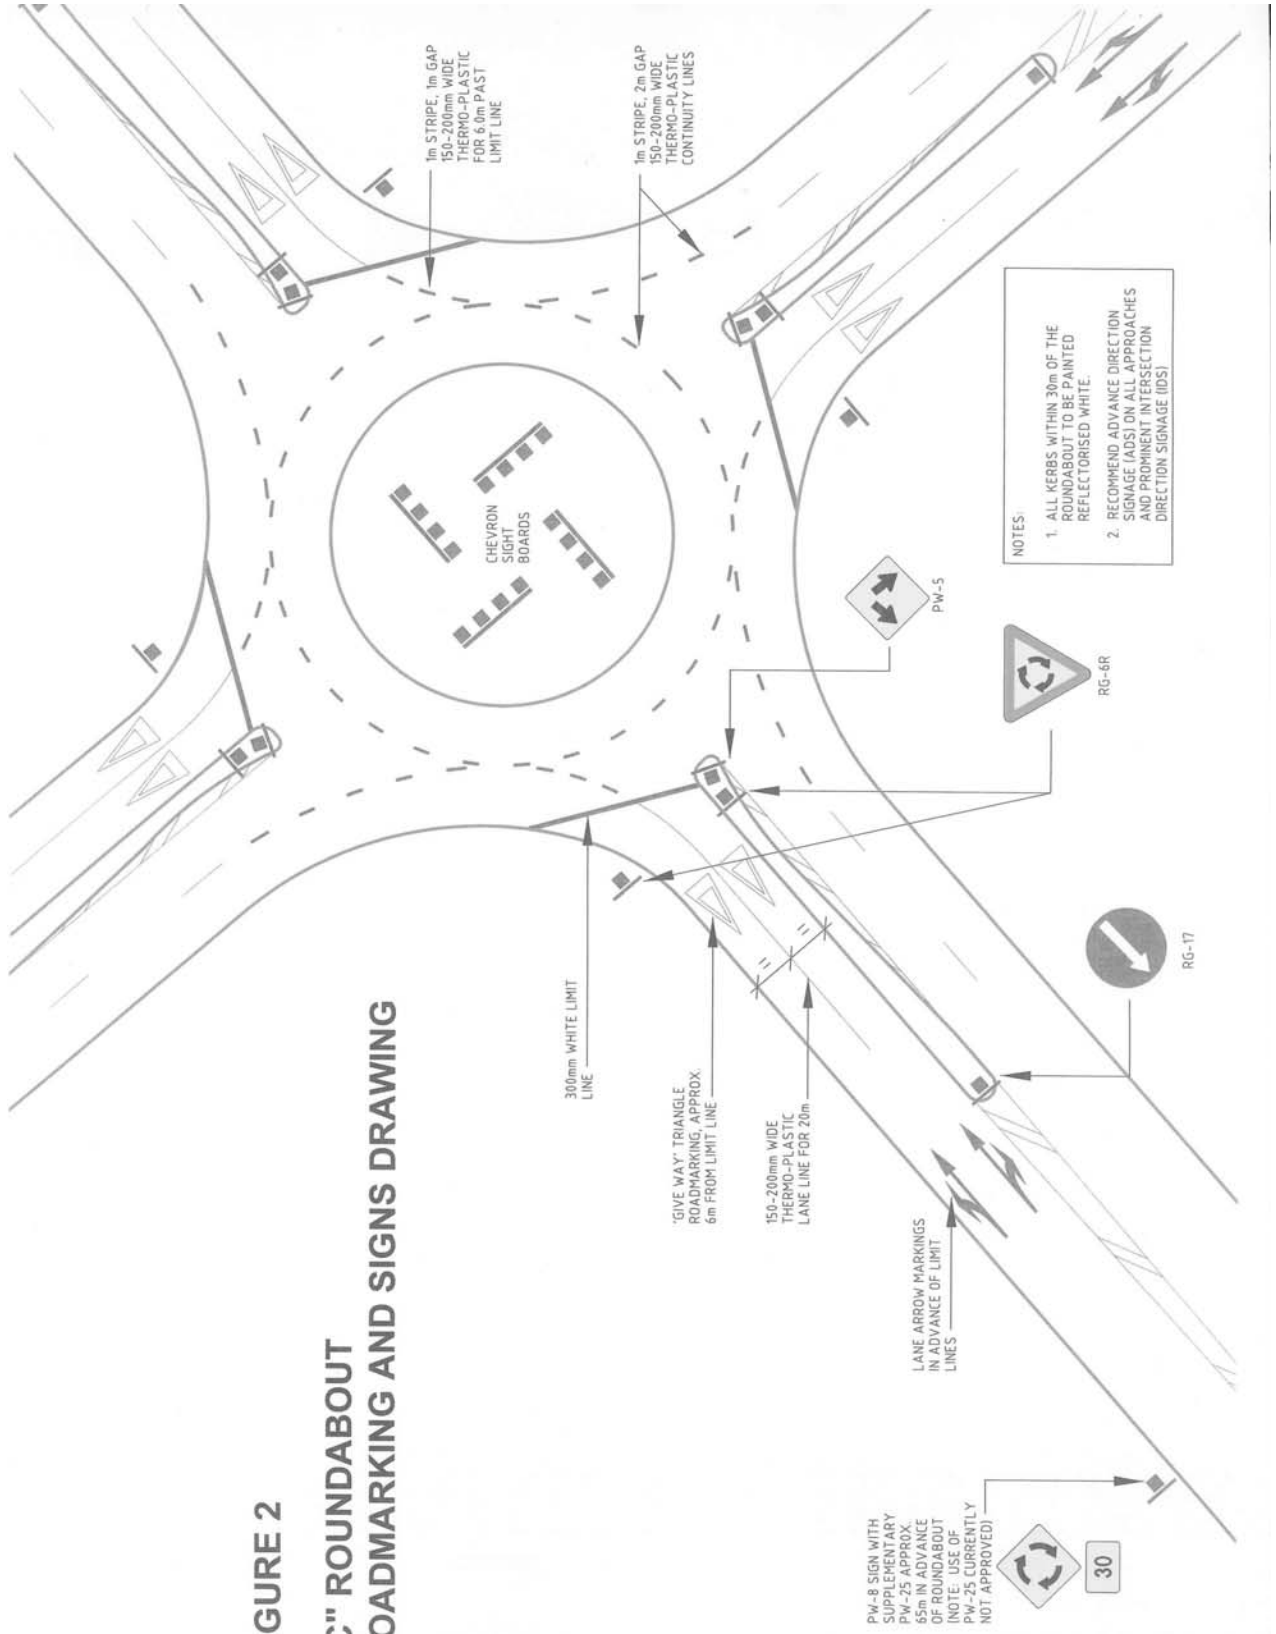 GURE 2
C" ROUNDABOUT
OADMARKING AND SIGNS DRAWING
1m STRIPE, 1m GAP
150-200mm WIDE
THERMO-PLASTIC
FOR 6.0m PAST
LIMIT LINE
1m STRIPE, 2m GAP
150-200mm WIDE
THERMO-PLASTIC
CONTINUITY LINES
CHEVRON
SIGHT
BOARDS
300mm WHITE LIMIT
LINE
'GIVE WAY' TRIANGLE
ROADMARKING, APPROX.
6m FROM LIMIT LINE
150-200mm WIDE
THERMO-PLASTIC
LANE LINE FOR 20m
LANE ARROW MARKINGS
IN ADVANCE OF LIMIT
LINES
PW-8 SIGN WITH
SUPPLEMENTARY
PW-25 APPROX.
65m IN ADVANCE
OF ROUNDABOUT
(NOTE: USE OF
PW-25 CURRENTLY
NOT APPROVED)
30
RG-17
RG-6R
PW-5
NOTES:
1. ALL KERBS WITHIN 30m OF THE
ROUNDABOUT TO BE PAINTED
REFLECTORISED WHITE.
2. RECOMMEND ADVANCE DIRECTION
SIGNAGE (ADS) ON ALL APPROACHES
AND PROMINENT INTERSECTION
DIRECTION SIGNAGE (IDS)